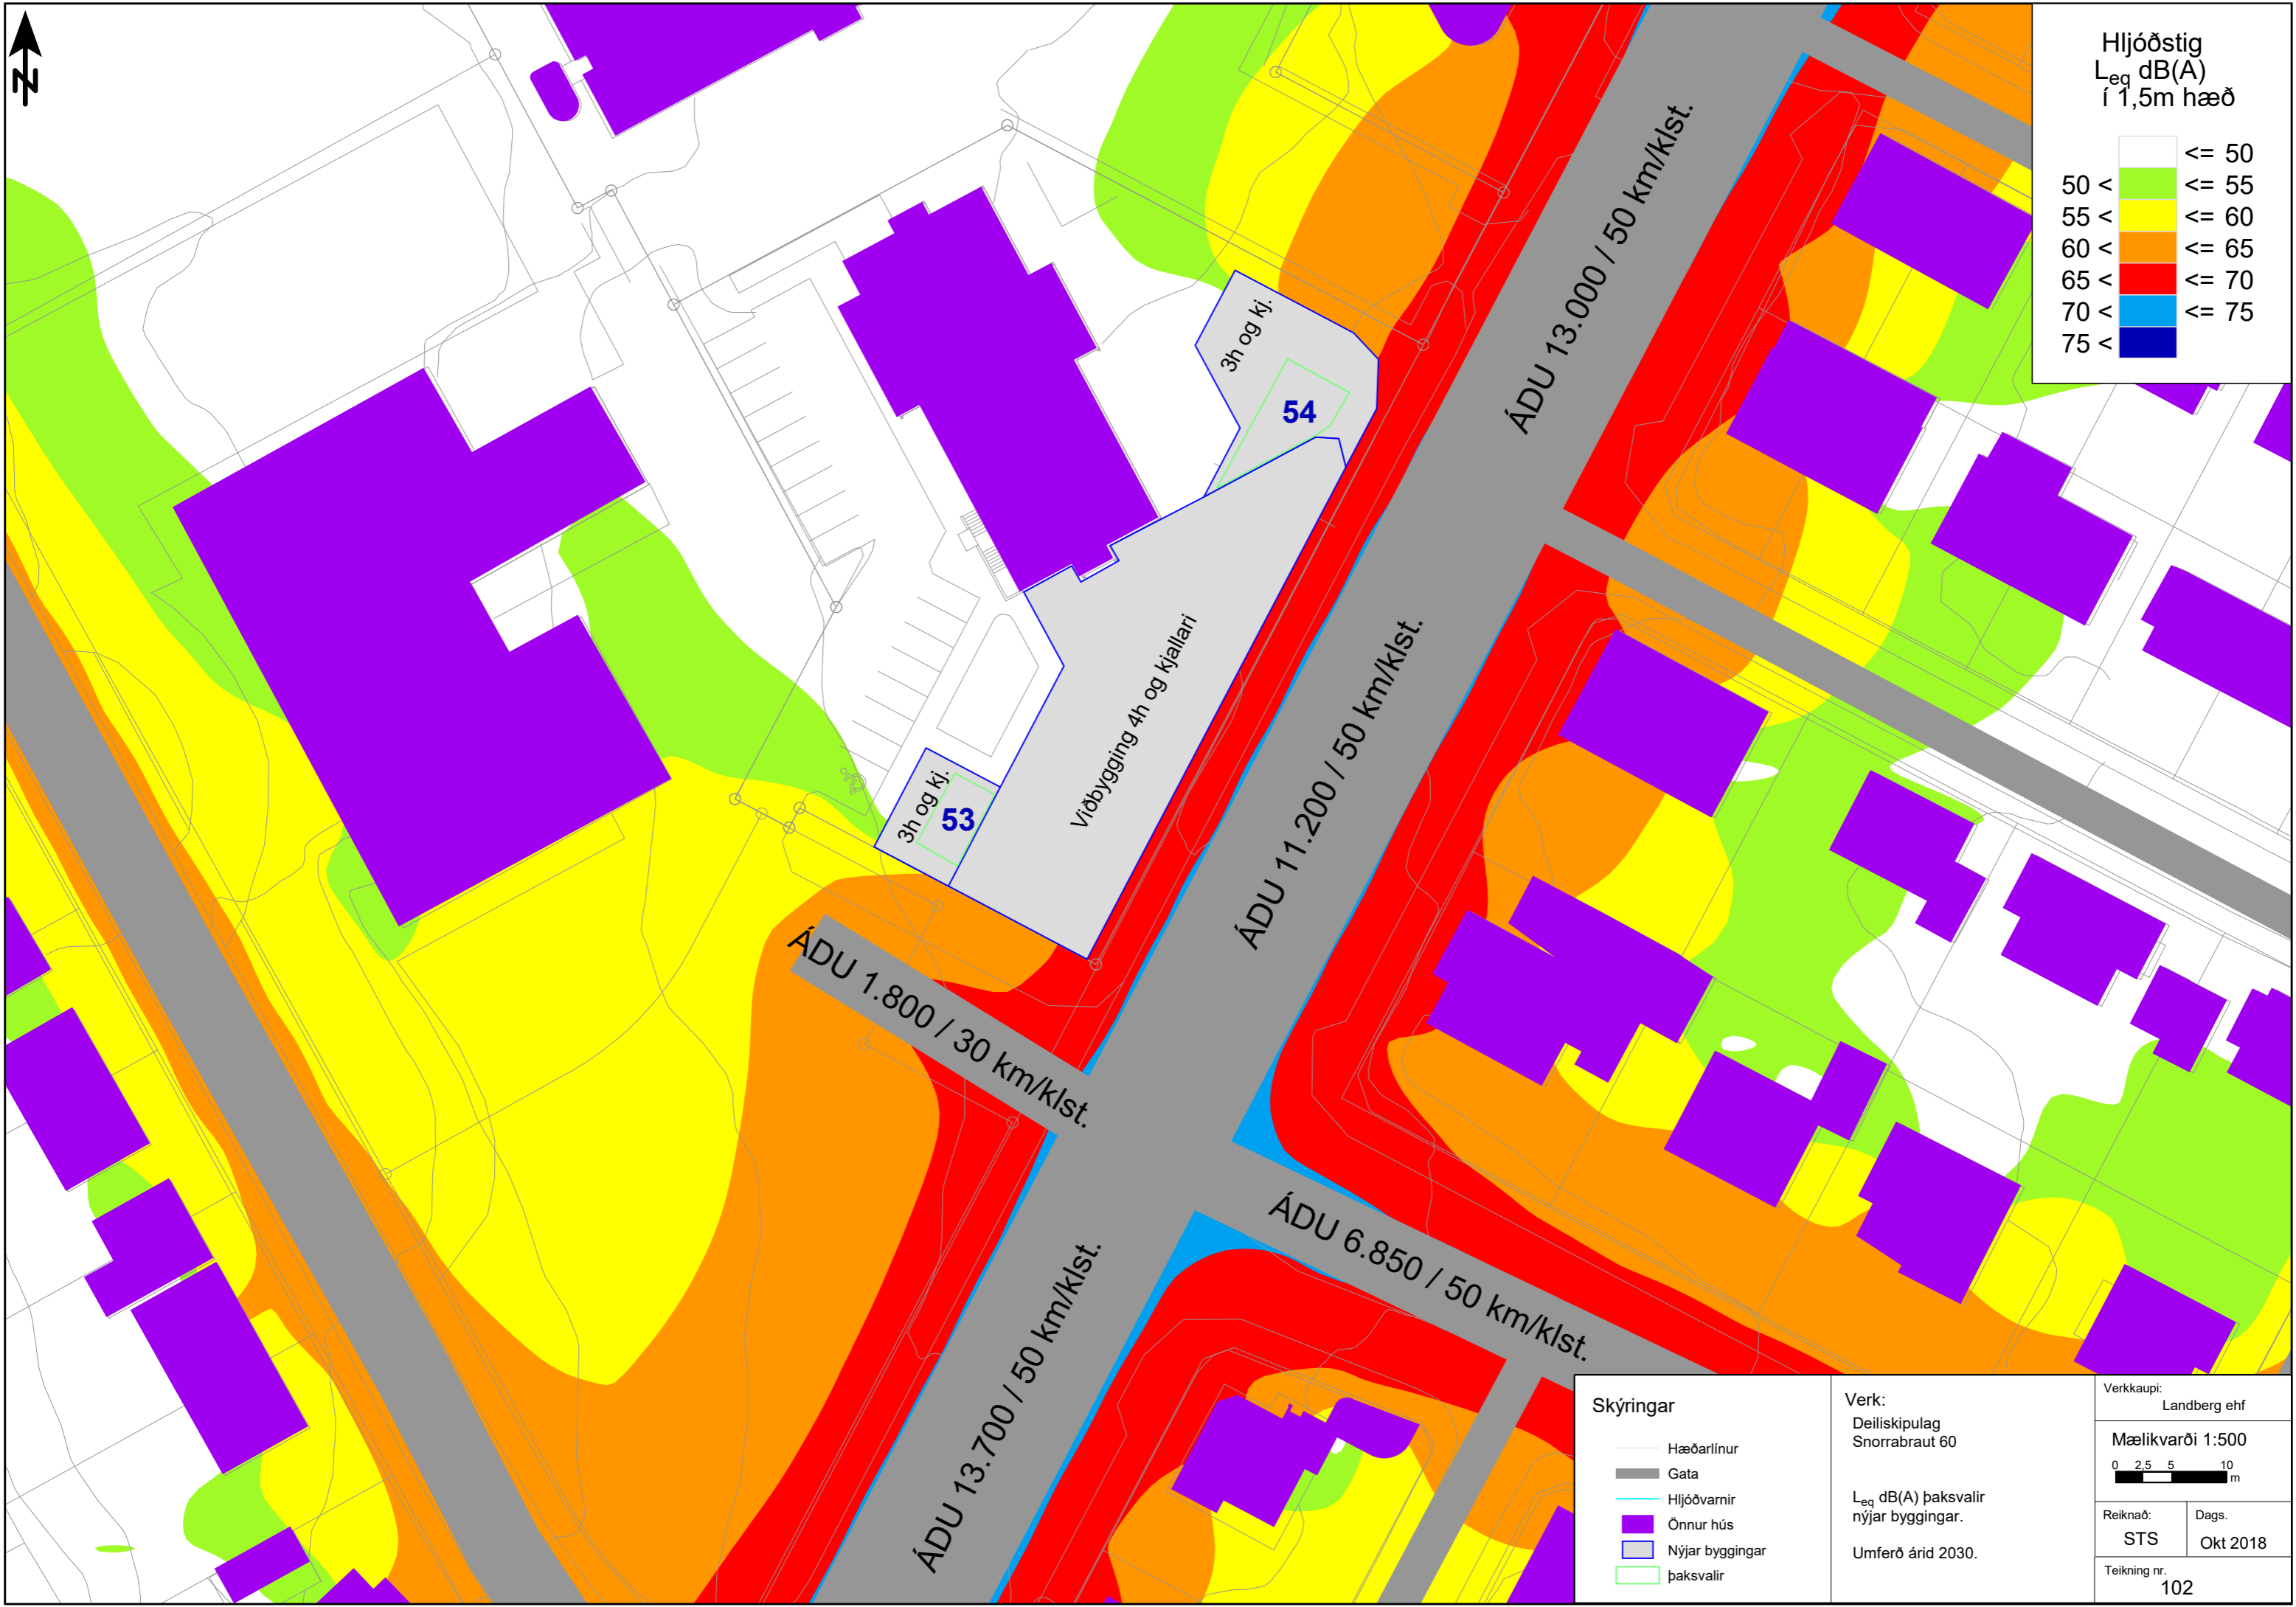 N
Hljóðstig
Leq dB(A)
í 1,5m hæð
<= 50
50 < <= 55
55 < <= 60
60 < <= 65
65 < <= 70
70 < <= 75
75 <
ÁDU 13.000 / 50 km/klst.
3h og kj.
54
ÁDU 11.200 / 50 km/klst.
Viðbygging 4h og kjallari
3h og kj.
53
ÁDU 1.800 / 30 km/klst.
ÁDU 6.850 / 50 km/klst.
ÁDU 13.700 / 50 km/klst.
Skýringar
Hæðarlínur
Gata
Hljóðvarnir
Önnur hús
Nýjar byggingar
þaksvalir
Verk:
Deiliskipulag
Snorrabraut 60
Leq dB(A) þaksvalir
nýjar byggingar.
Umferð árid 2030.
Verkkaupi:
Landberg ehf
Mælikvarði 1:500
0 2,5 5 10
m
Reiknað:
STS
Dags.
Okt 2018
Teikning nr.
102